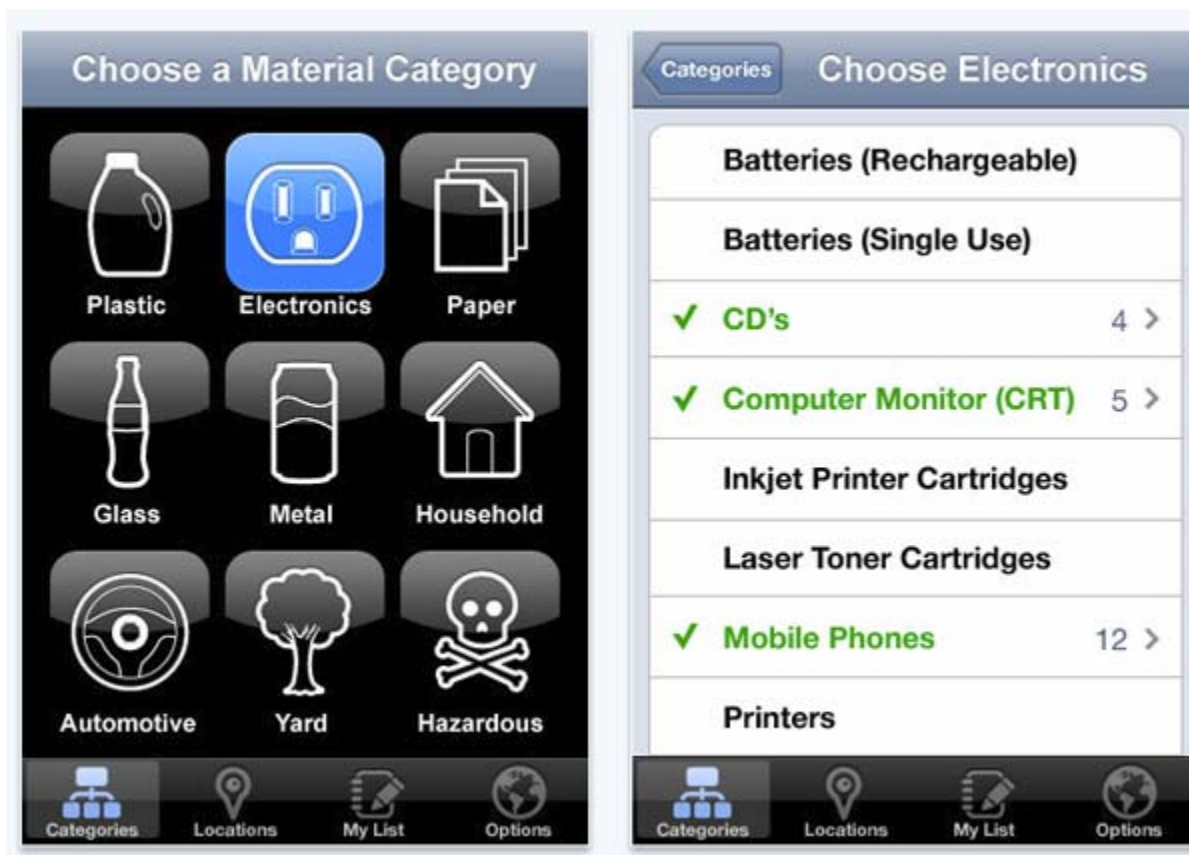 Choose a Material Category
Plastic
Electronics
Paper
Glass
Metal
Household
Automotive
Yard
Hazardous
Categories
Locations
My List
Options
Categories
Choose Electronics
Batteries (Rechargeable)
Batteries (Single Use)
CD's
4
Computer Monitor (CRT)
5
Inkjet Printer Cartridges
Laser Toner Cartridges
Mobile Phones
12
Printers
Categories
Locations
My List
Options